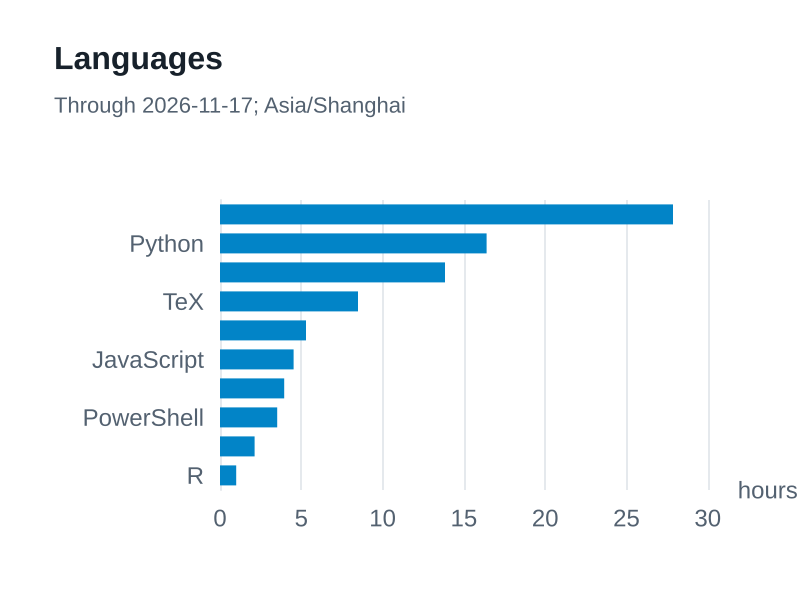 Languages
Through 2026-11-17; Asia/Shanghai
Python
TeX
JavaScript
PowerShell
R
hours
0 5 10 15 20 25 30